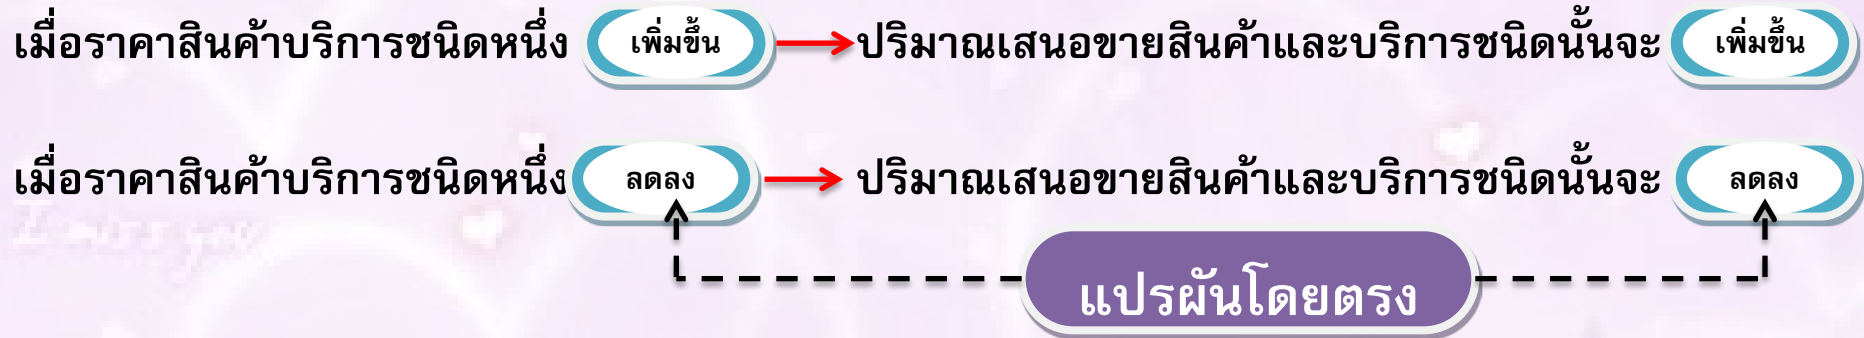 เมื่อราคาสินค้าบริการชนิดหนึ่ง เพิ่มขึ้น ปริมาณเสนอขายสินค้าและบริการชนิดนั้นจะ เพิ่มขึ้น
เมื่อราคาสินค้าบริการชนิดหนึ่ง ลดลง ปริมาณเสนอขายสินค้าและบริการชนิดนั้นจะ ลดลง
I miss you
แปรผันโดยตรง